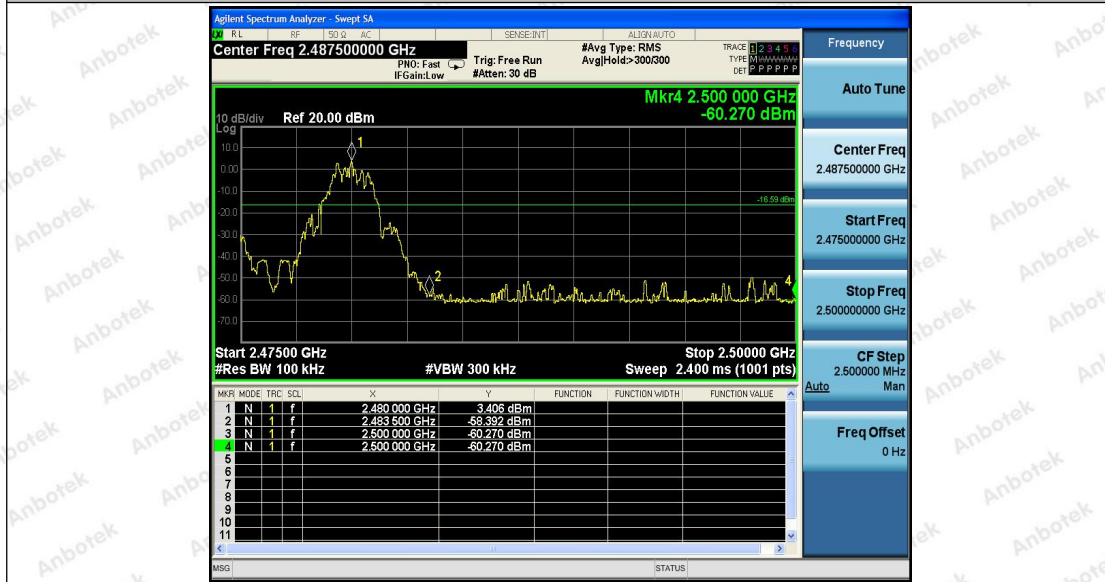 Agilent Spectrum Analyzer - Swept SA
LXI RL RF 50 Ω AC SENSE:INT ALIGNAUTO
Center Freq 2.487500000 GHz
PNO: Fast
IFGain:Low
Trig: Free Run
#Atten: 30 dB
#Avg Type: RMS
Avg|Hold:>300/300
TRACE 1 2 3 4 5 6
TYPE M
DET P P P P P P
Mkr4 2.500 000 GHz
-60.270 dBm
10 dB/div Ref 20.00 dBm
Log
10.0
0.00
-10.0
-20.0
-30.0
-40.0
-50.0
-60.0
-70.0
1
2
4
-16.59 dBm
Start 2.47500 GHz Stop 2.50000 GHz
#Res BW 100 kHz #VBW 300 kHz Sweep 2.400 ms (1001 pts)
MKR MODE TRC SCL X Y FUNCTION FUNCTION WIDTH FUNCTION VALUE
1 N 1 f 2.480 000 GHz 3.406 dBm
2 N 1 f 2.483 500 GHz -58.392 dBm
3 N 1 f 2.500 000 GHz -60.270 dBm
4 N 1 f 2.500 000 GHz -60.270 dBm
5
6
7
8
9
10
11
MSG STATUS
Frequency
Auto Tune
Center Freq
2.487500000 GHz
Start Freq
2.475000000 GHz
Stop Freq
2.500000000 GHz
CF Step
2.500000 MHz
Auto Man
Freq Offset
0 Hz
Anbotek